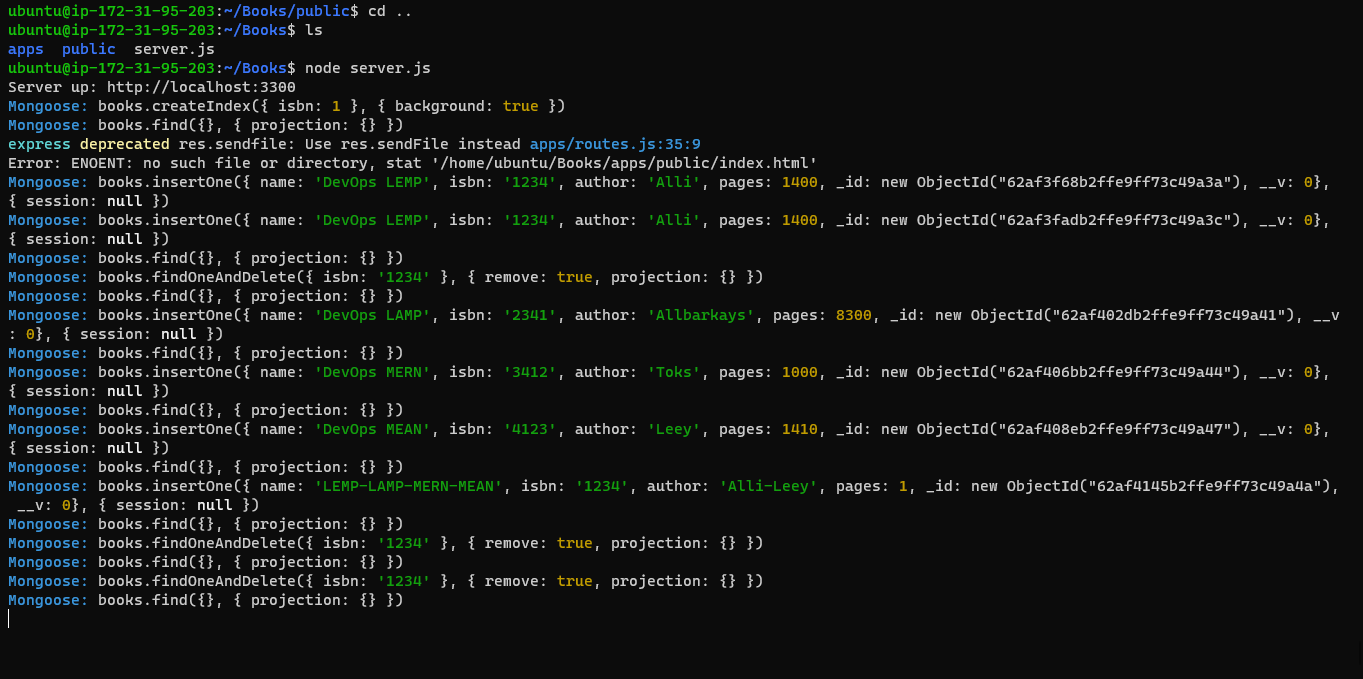 ubuntu@ip-172-31-95-203:~/Books/public$ cd ..
ubuntu@ip-172-31-95-203:~/Books$ ls
apps  public  server.js
ubuntu@ip-172-31-95-203:~/Books$ node server.js
Server up: http://localhost:3300
Mongoose: books.createIndex({ isbn: 1 }, { background: true })
Mongoose: books.find({}, { projection: {} })
express deprecated res.sendfile: Use res.sendFile instead apps/routes.js:35:9
Error: ENOENT: no such file or directory, stat '/home/ubuntu/Books/apps/public/index.html'
Mongoose: books.insertOne({ name: 'DevOps LEMP', isbn: '1234', author: 'Alli', pages: 1400, _id: new ObjectId("62af3f68b2ffe9ff73c49a3a"), __v: 0},
{ session: null })
Mongoose: books.insertOne({ name: 'DevOps LEMP', isbn: '1234', author: 'Alli', pages: 1400, _id: new ObjectId("62af3fadb2ffe9ff73c49a3c"), __v: 0},
{ session: null })
Mongoose: books.find({}, { projection: {} })
Mongoose: books.findOneAndDelete({ isbn: '1234' }, { remove: true, projection: {} })
Mongoose: books.find({}, { projection: {} })
Mongoose: books.insertOne({ name: 'DevOps LAMP', isbn: '2341', author: 'Allbarkays', pages: 8300, _id: new ObjectId("62af402db2ffe9ff73c49a41"), __v
: 0}, { session: null })
Mongoose: books.find({}, { projection: {} })
Mongoose: books.insertOne({ name: 'DevOps MERN', isbn: '3412', author: 'Toks', pages: 1000, _id: new ObjectId("62af406bb2ffe9ff73c49a44"), __v: 0},
{ session: null })
Mongoose: books.find({}, { projection: {} })
Mongoose: books.insertOne({ name: 'DevOps MEAN', isbn: '4123', author: 'Leey', pages: 1410, _id: new ObjectId("62af408eb2ffe9ff73c49a47"), __v: 0},
{ session: null })
Mongoose: books.find({}, { projection: {} })
Mongoose: books.insertOne({ name: 'LEMP-LAMP-MERN-MEAN', isbn: '1234', author: 'Alli-Leey', pages: 1, _id: new ObjectId("62af4145b2ffe9ff73c49a4a"),
 __v: 0}, { session: null })
Mongoose: books.find({}, { projection: {} })
Mongoose: books.findOneAndDelete({ isbn: '1234' }, { remove: true, projection: {} })
Mongoose: books.find({}, { projection: {} })
Mongoose: books.findOneAndDelete({ isbn: '1234' }, { remove: true, projection: {} })
Mongoose: books.find({}, { projection: {} })